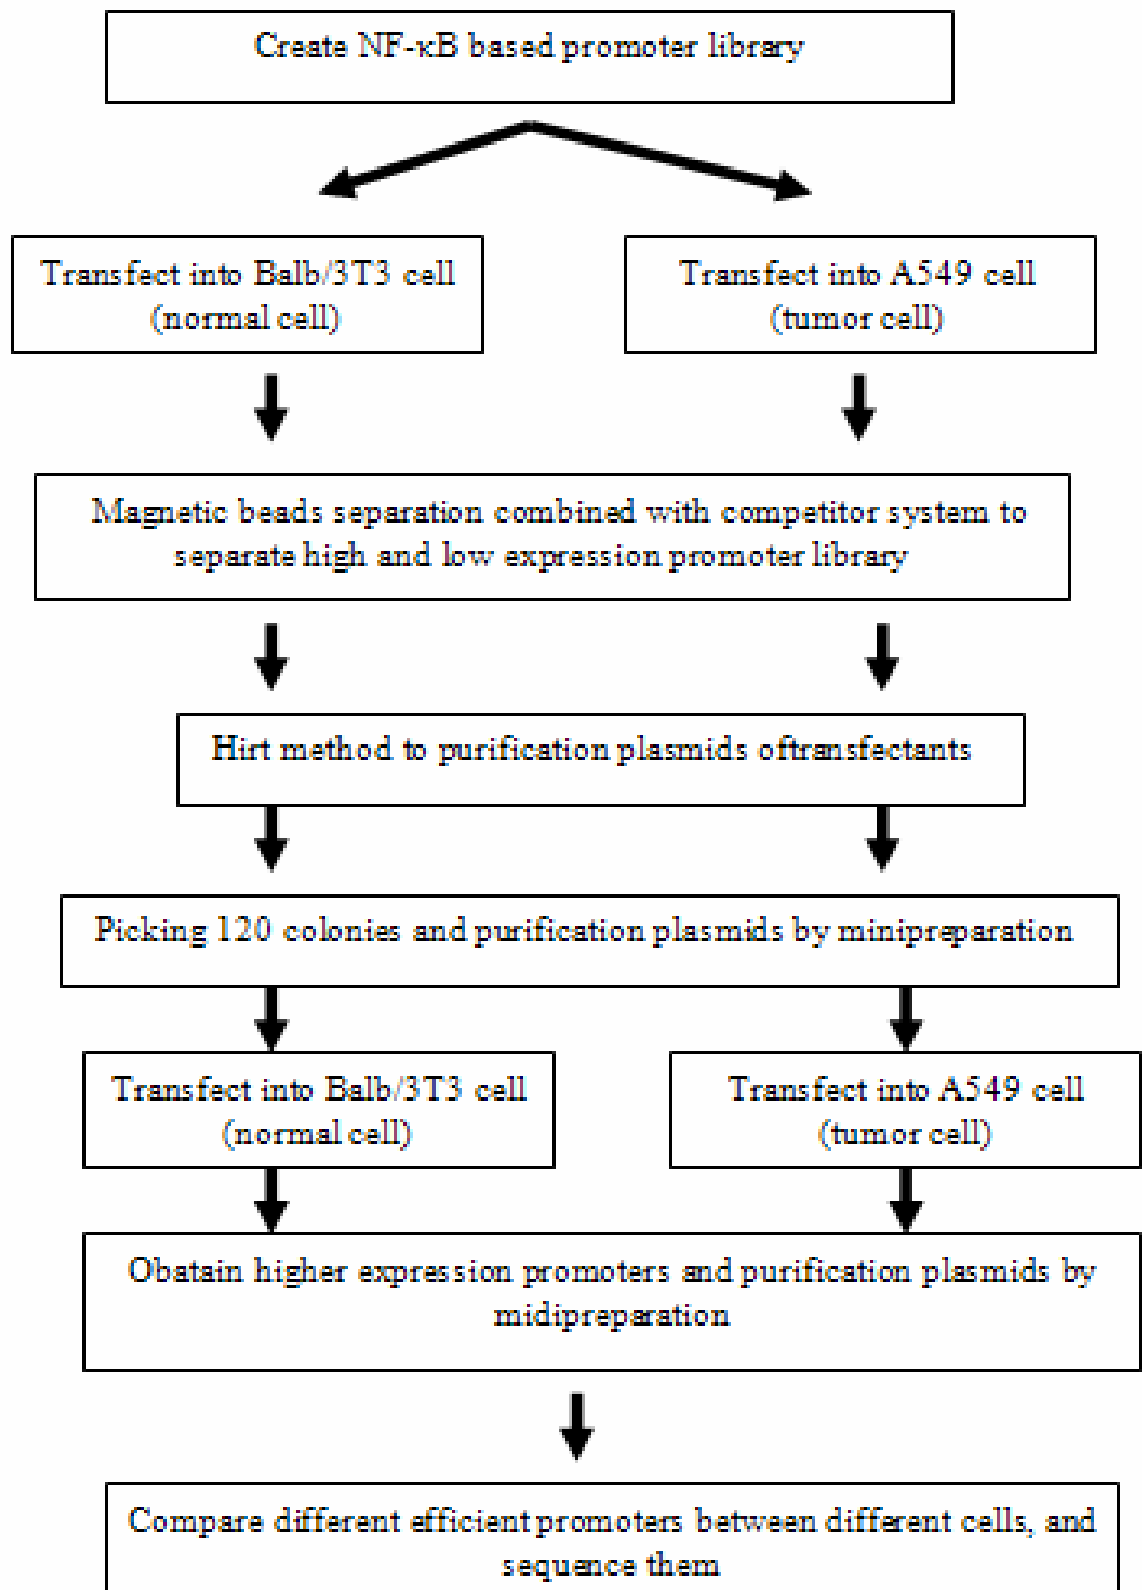 Create NF-κB based promoter library
Transfect into Balb/3T3 cell
(normal cell)
Transfect into A549 cell
(tumor cell)
Magnetic beads separation combined with competitor system to
separate high and low expression promoter library
Hirt method to purification plasmids oftransfectants
Picking 120 colonies and purification plasmids by minipreparation
Transfect into Balb/3T3 cell
(normal cell)
Transfect into A549 cell
(tumor cell)
Obatain higher expression promoters and purification plasmids by
midipreparation
Compare different efficient promoters between different cells, and
sequence them